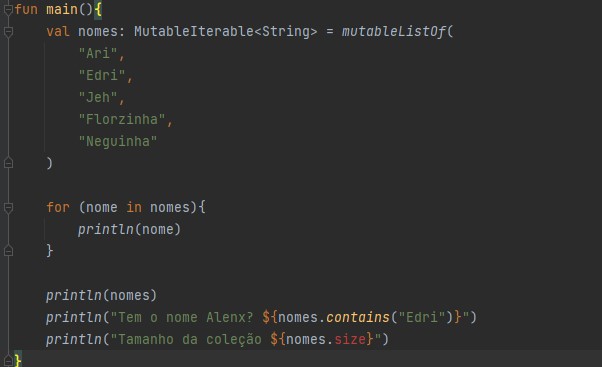 fun main(){
    val nomes: MutableIterable<String> = mutableListOf(
        "Ari",
        "Edri",
        "Jeh",
        "Florzinha",
        "Neguinha"
    )
    for (nome in nomes){
        println(nome)
    }
    println(nomes)
    println("Tem o nome Alenx? ${nomes.contains("Edri")}")
    println("Tamanho da coleção ${nomes.size}")
}